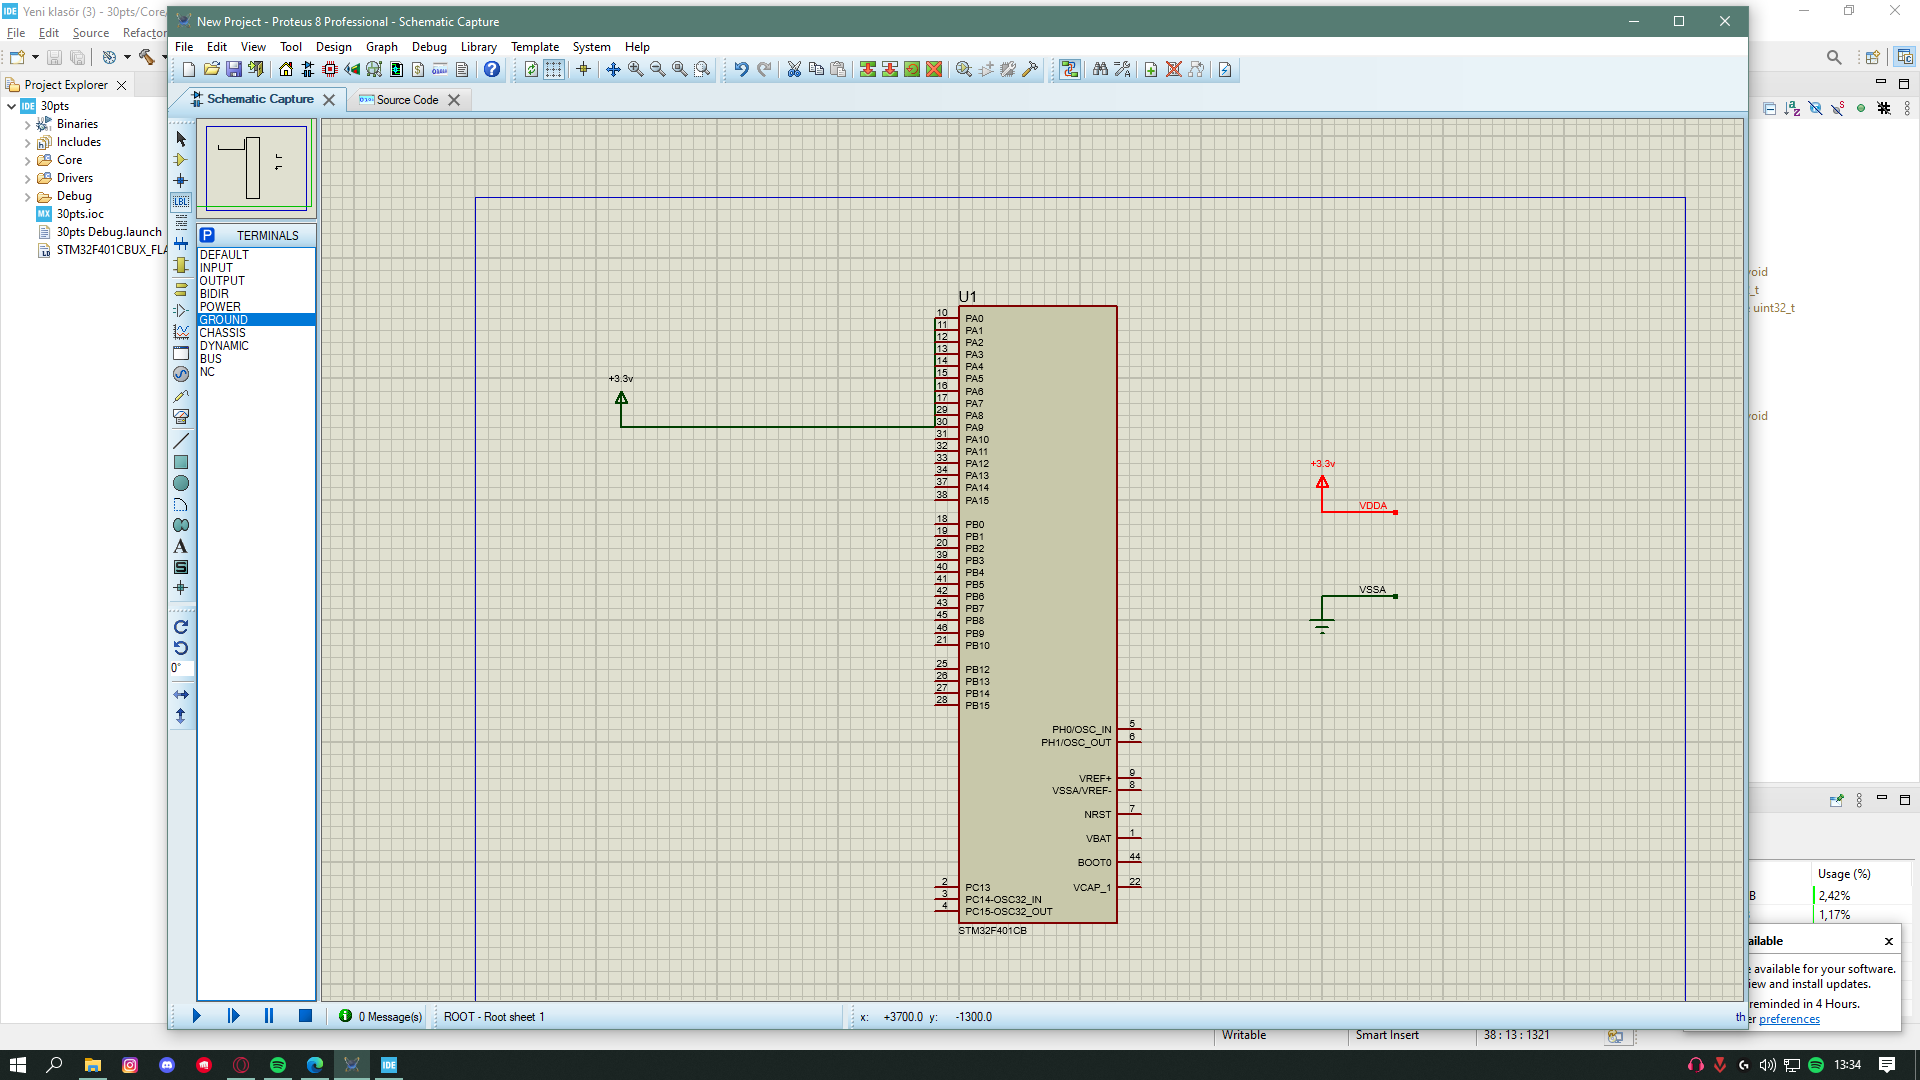 Yeni klasör (3) - 30pts/Core/
File Edit Source Refactor
Project Explorer
30pts
Binaries
Includes
Core
Drivers
Debug
30pts.ioc
30pts Debug.launch
STM32F401CBUX_FLA
New Project - Proteus 8 Professional - Schematic Capture
File Edit View Tool Design Graph Debug Library Template System Help
Schematic Capture
Source Code
TERMINALS
DEFAULT
INPUT
OUTPUT
BIDIR
POWER
GROUND
CHASSIS
DYNAMIC
BUS
NC
0°
U1
+3.3v
+3.3v
VDDA
VSSA
10 PA0
11 PA1
12 PA2
13 PA3
14 PA4
15 PA5
16 PA6
17 PA7
29 PA8
30 PA9
31 PA10
32 PA11
33 PA12
34 PA13
37 PA14
38 PA15
18 PB0
19 PB1
20 PB2
39 PB3
40 PB4
41 PB5
42 PB6
43 PB7
45 PB8
46 PB9
21 PB10
25 PB12
26 PB13
27 PB14
28 PB15
PH0/OSC_IN 5
PH1/OSC_OUT 6
VREF+ 9
VSSA/VREF- 8
NRST 7
VBAT 1
BOOT0 44
VCAP_1 22
2 PC13
3 PC14-OSC32_IN
4 PC15-OSC32_OUT
STM32F401CB
void
_t
uint32_t
void
Usage (%)
B 2,42%
1,17%
ailable
e available for your software.
iew and install updates.
reminded in 4 Hours.
er preferences
0 Message(s)
ROOT - Root sheet 1
x: +3700.0 y: -1300.0
th
Writable
Smart Insert
38 : 13 : 1321
IDE
13:34